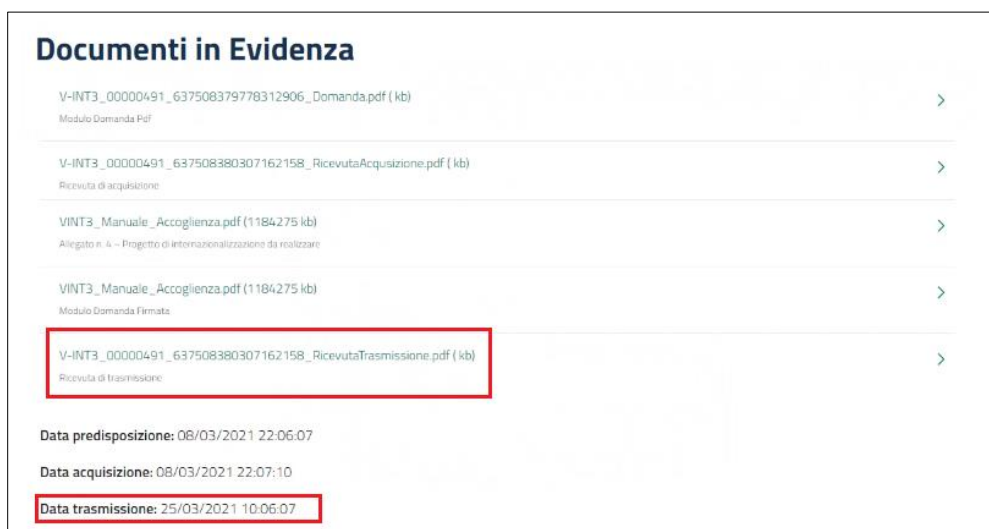 Documenti in Evidenza
V-INT3_00000491_637508379778312906_Domanda.pdf ( kb)
Modulo Domanda Pdf
V-INT3_00000491_637508380307162158_RicevutaAcqusizione.pdf ( kb)
Ricevuta di acquisizione
VINT3_Manuale_Accoglienza.pdf (1184275 kb)
Allegato n. 4 – Progetto di internazionalizzazione da realizzare
VINT3_Manuale_Accoglienza.pdf (1184275 kb)
Modulo Domanda Firmata
V-INT3_00000491_637508380307162158_RicevutaTrasmissione.pdf ( kb)
Ricevuta di trasmissione
Data predisposizione: 08/03/2021 22:06:07
Data acquisizione: 08/03/2021 22:07:10
Data trasmissione: 25/03/2021 10:06:07